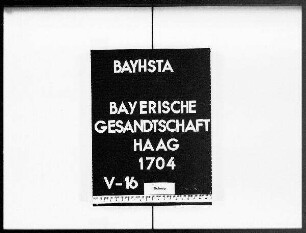 BAYHSTA
BAYERISCHE
GESANDTSCHAFT
HAAG
1704
V-16